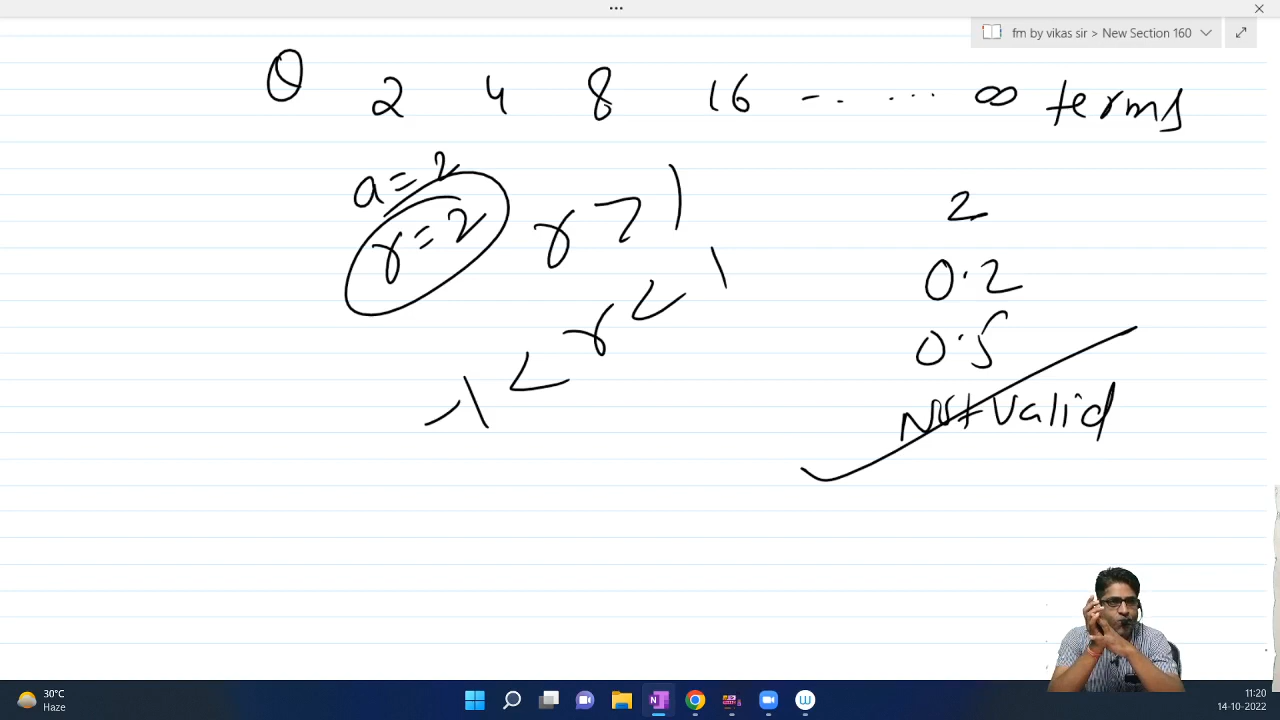 ...
fm by vikas sir > New Section 160
Q 2 4 8 16 -- .... ∞ terms
a = 2
r = 2
r > 1
-1 < r < 1
2
0.2
0.5
Not Valid
30°C
Haze
11:20
14-10-2022